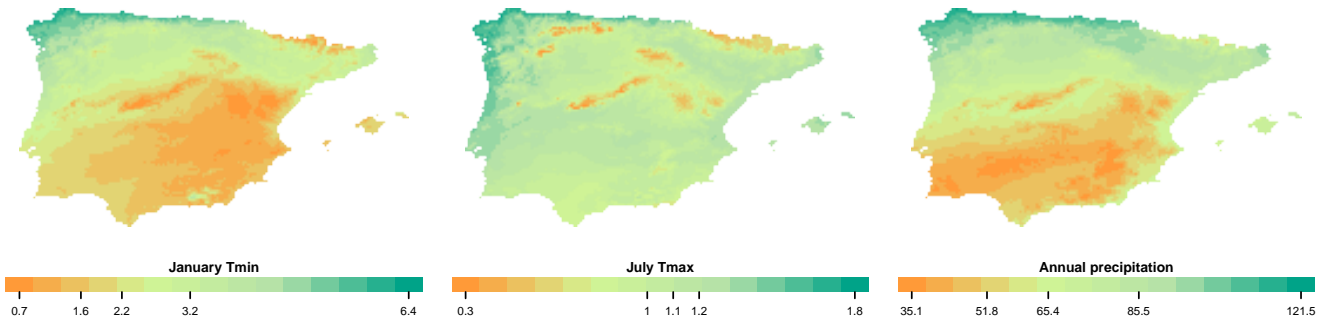 January Tmin
0.7 1.6 2.2 3.2 6.4
July Tmax
0.3 1 1.1 1.2 1.8
Annual precipitation
35.1 51.8 65.4 85.5 121.5